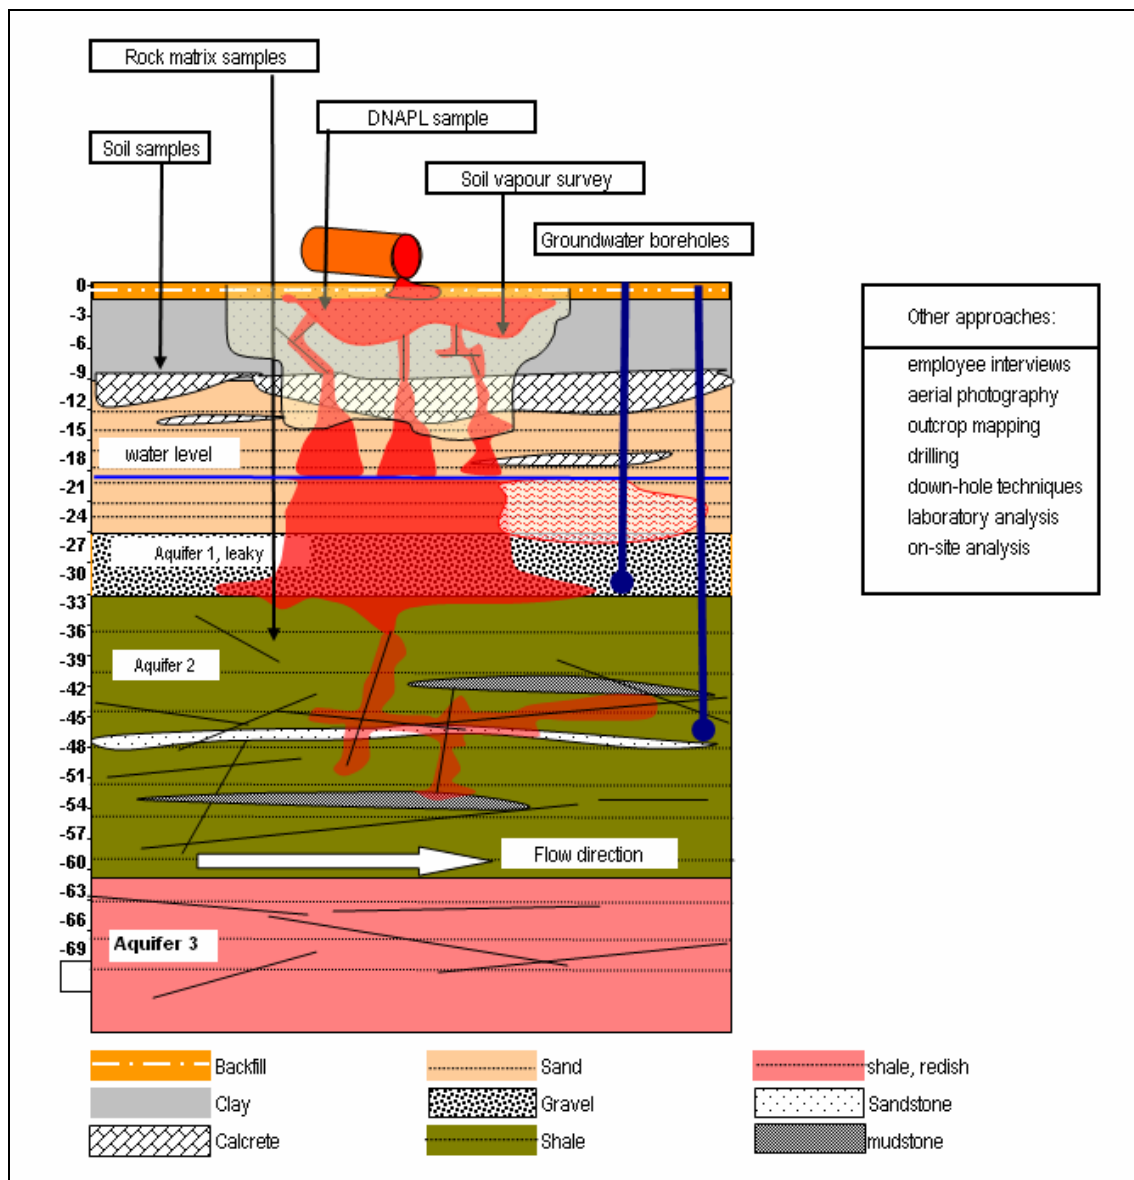 Rock matrix samples
DNAPL sample
Soil samples
Soil vapour survey
Groundwater boreholes
0
-3
-6
-9
-12
-15
-18
-21
-24
-27
-30
-33
-36
-39
-42
-45
-48
-51
-54
-57
-60
-63
-66
-69
water level
Aquifer 1, leaky
Aquifer 2
Flow direction
Aquifer 3
Other approaches:
employee interviews
aerial photography
outcrop mapping
drilling
down-hole techniques
laboratory analysis
on-site analysis
Backfill
Sand
shale, redish
Clay
Gravel
Sandstone
Calcrete
Shale
mudstone